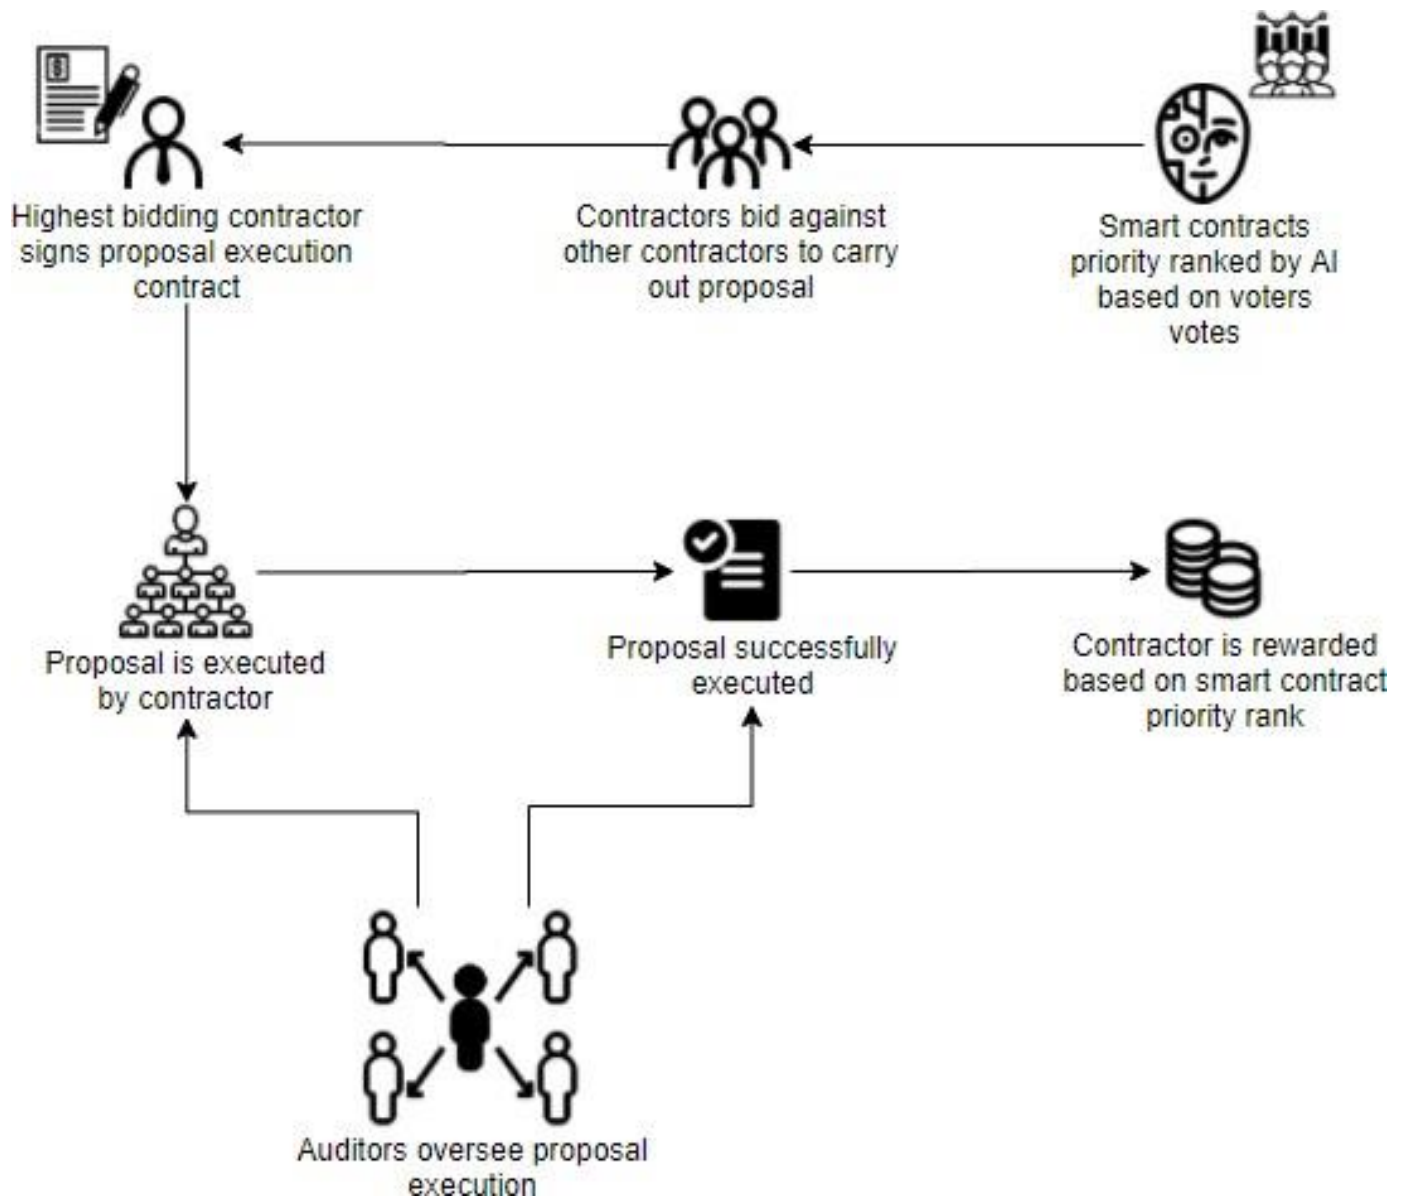 Highest bidding contractor
signs proposal execution
contract
Contractors bid against
other contractors to carry
out proposal
Smart contracts
priority ranked by AI
based on voters
votes
Proposal is executed
by contractor
Proposal successfully
executed
Contractor is rewarded
based on smart contract
priority rank
Auditors oversee proposal
execution